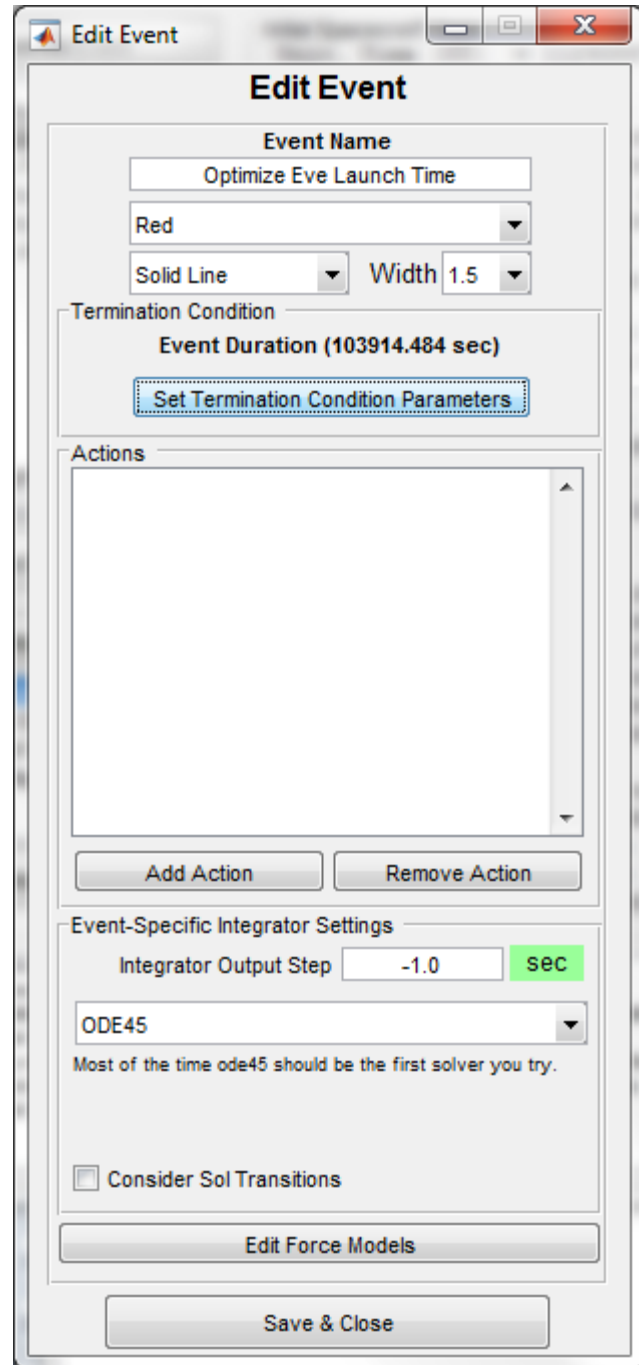 Edit Event
Edit Event
Event Name
Optimize Eve Launch Time
Red
Solid Line Width 1.5
Termination Condition
Event Duration (103914.484 sec)
Set Termination Condition Parameters
Actions
Add Action Remove Action
Event-Specific Integrator Settings
Integrator Output Step -1.0 sec
ODE45
Most of the time ode45 should be the first solver you try.
Consider Sol Transitions
Edit Force Models
Save & Close